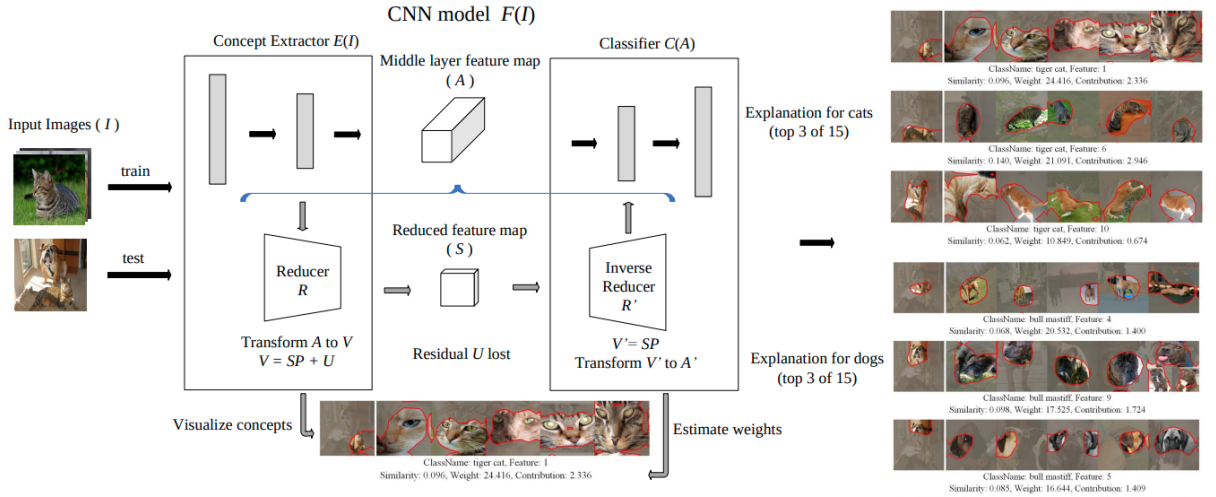 CNN model F(I)
Concept Extractor E(I)
Classifier C(A)
Middle layer feature map
( A )
Input Images ( I )
train
test
Reducer
R
Reduced feature map
( S )
Inverse
Reducer
R’
Transform A to V
V = SP + U
Residual U lost
V’= SP
Transform V’ to A’
Visualize concepts
Estimate weights
ClassName: tiger cat, Feature: 1
Similarity: 0.096, Weight: 24.416, Contribution: 2.336
Explanation for cats
(top 3 of 15)
ClassName: tiger cat, Feature: 1
Similarity: 0.096, Weight: 24.416, Contribution: 2.336
ClassName: tiger cat, Feature: 6
Similarity: 0.140, Weight: 21.091, Contribution: 2.946
ClassName: tiger cat, Feature: 10
Similarity: 0.062, Weight: 10.849, Contribution: 0.674
Explanation for dogs
(top 3 of 15)
ClassName: bull mastiff, Feature: 4
Similarity: 0.068, Weight: 20.532, Contribution: 1.400
ClassName: bull mastiff, Feature: 9
Similarity: 0.098, Weight: 17.525, Contribution: 1.724
ClassName: bull mastiff, Feature: 5
Similarity: 0.085, Weight: 16.644, Contribution: 1.409